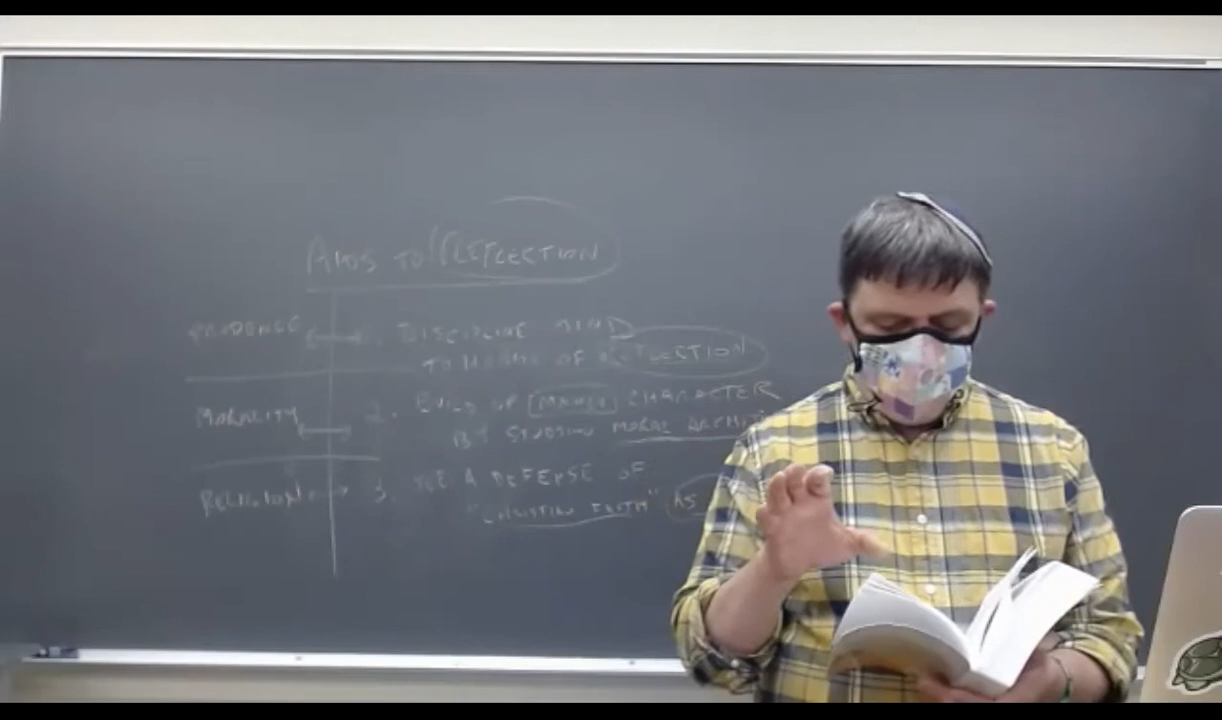 AIDS TO REFLECTION
PRUDENCE 1. DISCIPLINE MIND
TO HABITS OF REFLECTION
MORALITY 2. BUILD UP CHARACTER
BY STUDYING MORAL
RELIGION 3. SEE A DEFENSE OF
"CHRISTIAN FAITH" AS